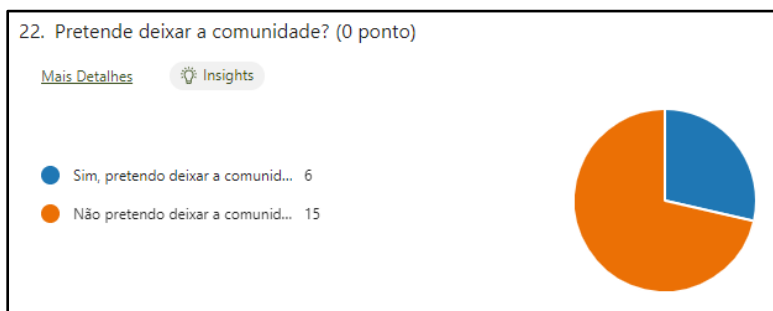 22. Pretende deixar a comunidade? (0 ponto)
Mais Detalhes Insights
Sim, pretendo deixar a comunid... 6
Não pretendo deixar a comunid... 15